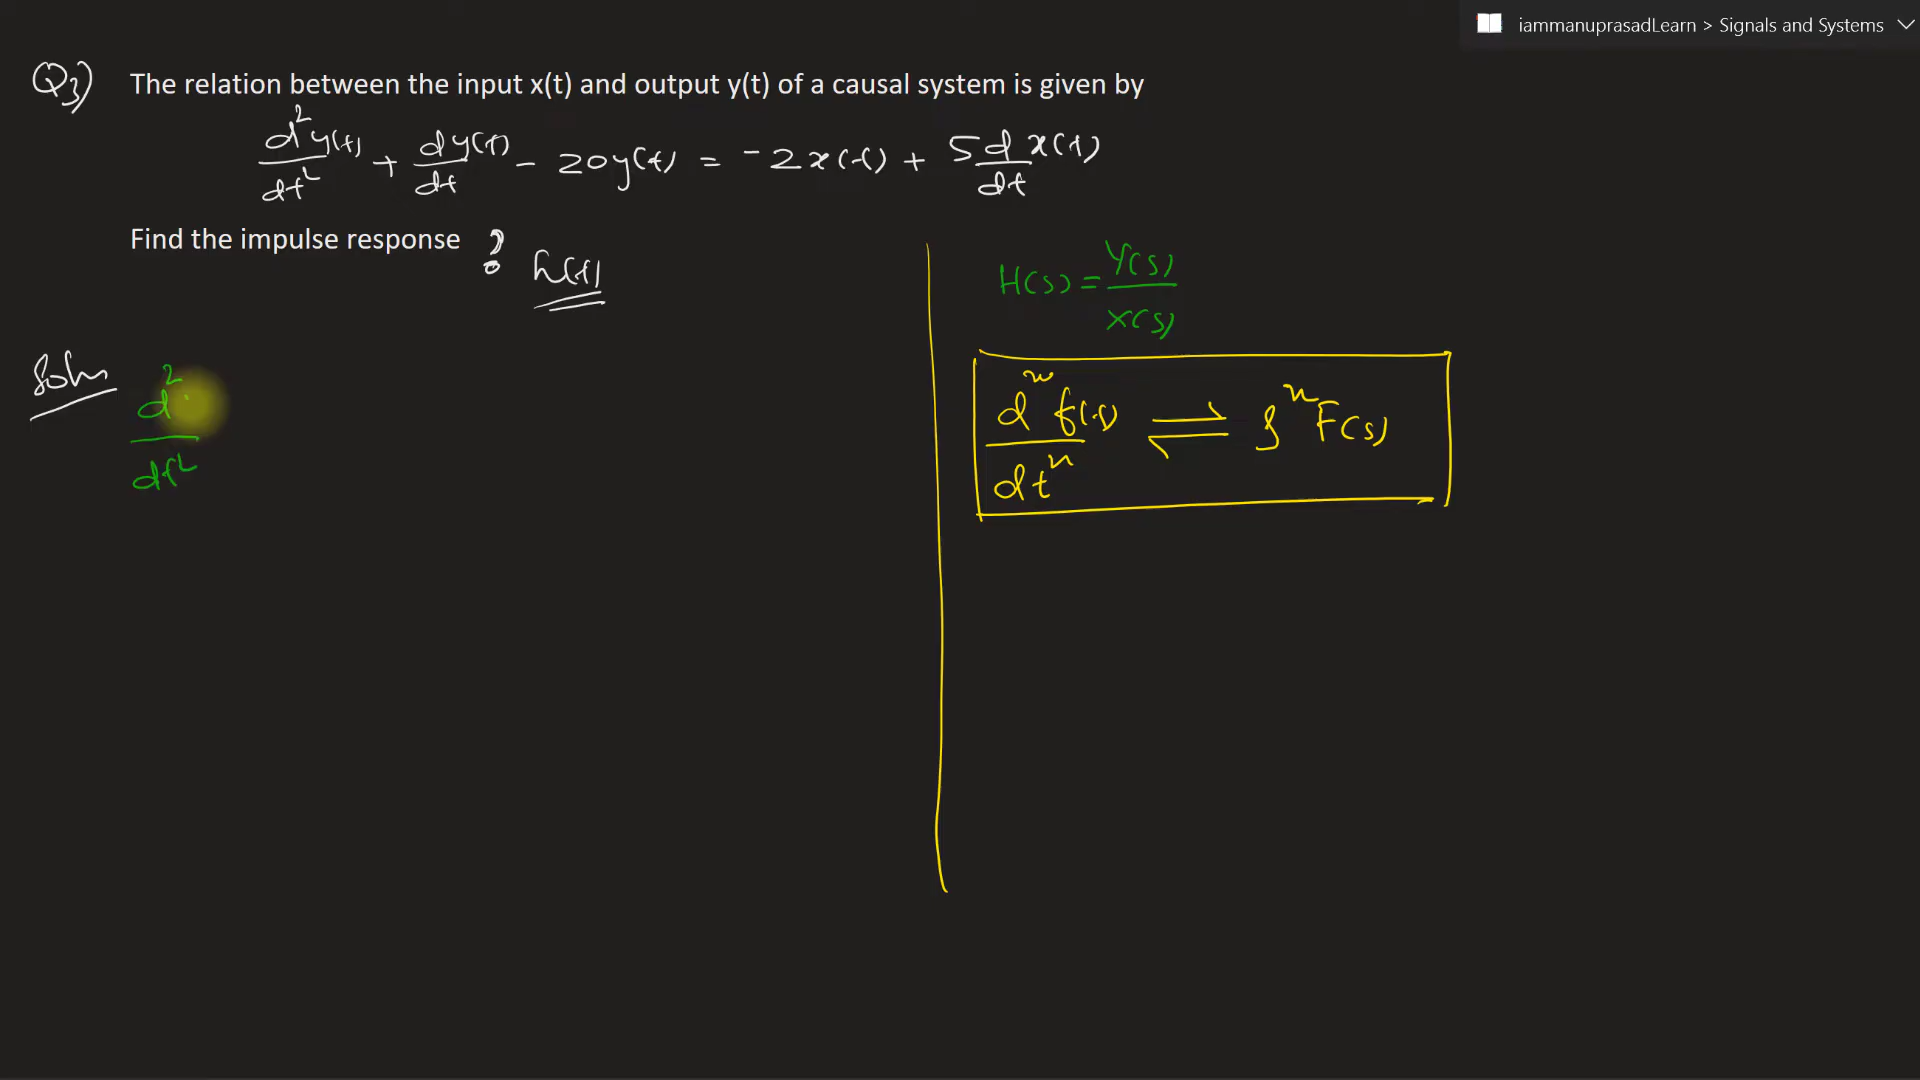 iammanuprasadLearn > Signals and Systems
Q3) The relation between the input x(t) and output y(t) of a causal system is given by
d²y(t)/dt² + dy(t)/dt - 20y(t) = -2x(t) + 5 d x(t)/dt
Find the impulse response ? h(t)
H(s) = Y(s)/X(s)
Soln d²/dt²
dⁿf(t)/dtⁿ ⇌ sⁿF(s)